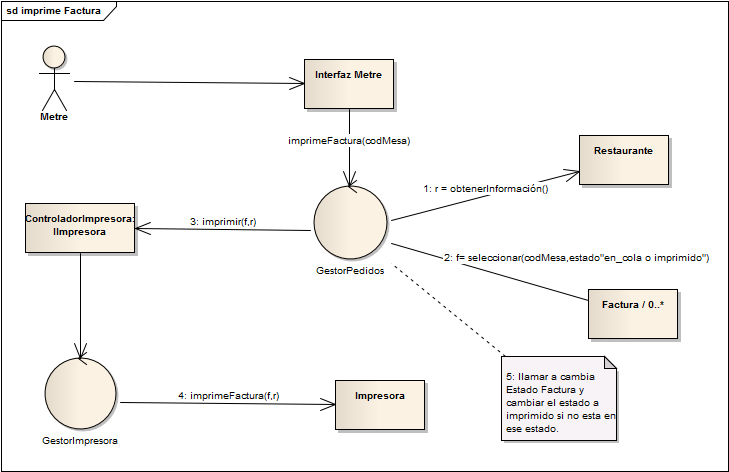 sd imprime Factura
Metre
Interfaz Metre
imprimeFactura(codMesa)
Restaurante
1: r = obtenerInformación()
ControladorImpresora:
IImpresora
3: imprimir(f,r)
GestorPedidos
2: f= seleccionar(codMesa,estado"en_cola o imprimido")
Factura / 0..*
5: llamar a cambia
Estado Factura y
cambiar el estado a
imprimido si no esta en
ese estado.
GestorImpresora
4: imprimeFactura(f,r)
Impresora